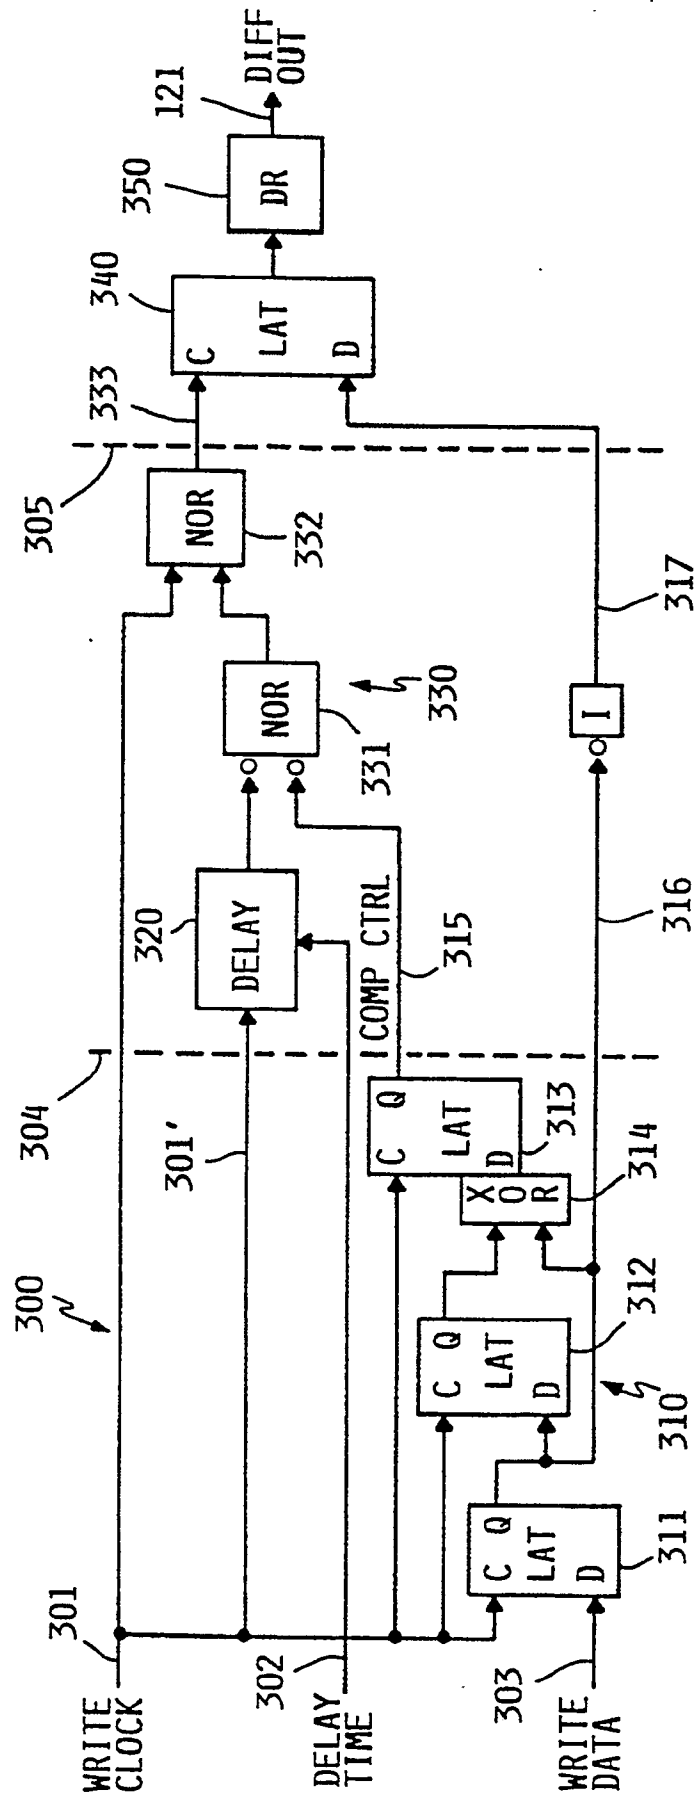 300
WRITE
CLOCK
301
301'
304
DELAY
TIME
302
WRITE
DATA
303
C
Q
LAT
D
311
310
C
Q
LAT
D
312
XOR
314
C
Q
LAT
D
313
COMP CTRL
315
316
DELAY
320
NOR
331
330
I
317
NOR
332
305
333
C
LAT
D
340
DR
350
121
DIFF
OUT